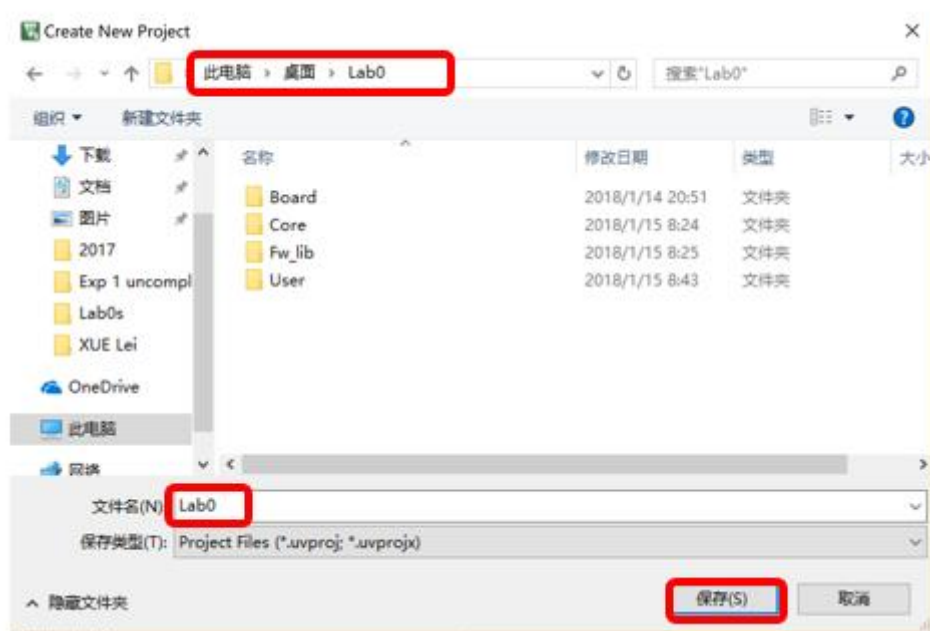 Create New Project
此电脑 › 桌面 › Lab0
搜索"Lab0"
组织 新建文件夹
名称 修改日期 类型 大小
下载
文档
图片
2017
Exp 1 uncompl
Lab0s
XUE Lei
OneDrive
此电脑
网络
Board 2018/1/14 20:51 文件夹
Core 2018/1/15 8:24 文件夹
Fw_lib 2018/1/15 8:25 文件夹
User 2018/1/15 8:43 文件夹
文件名(N) Lab0
保存类型(T): Project Files (*.uvproj; *.uvprojx)
隐藏文件夹 保存(S) 取消